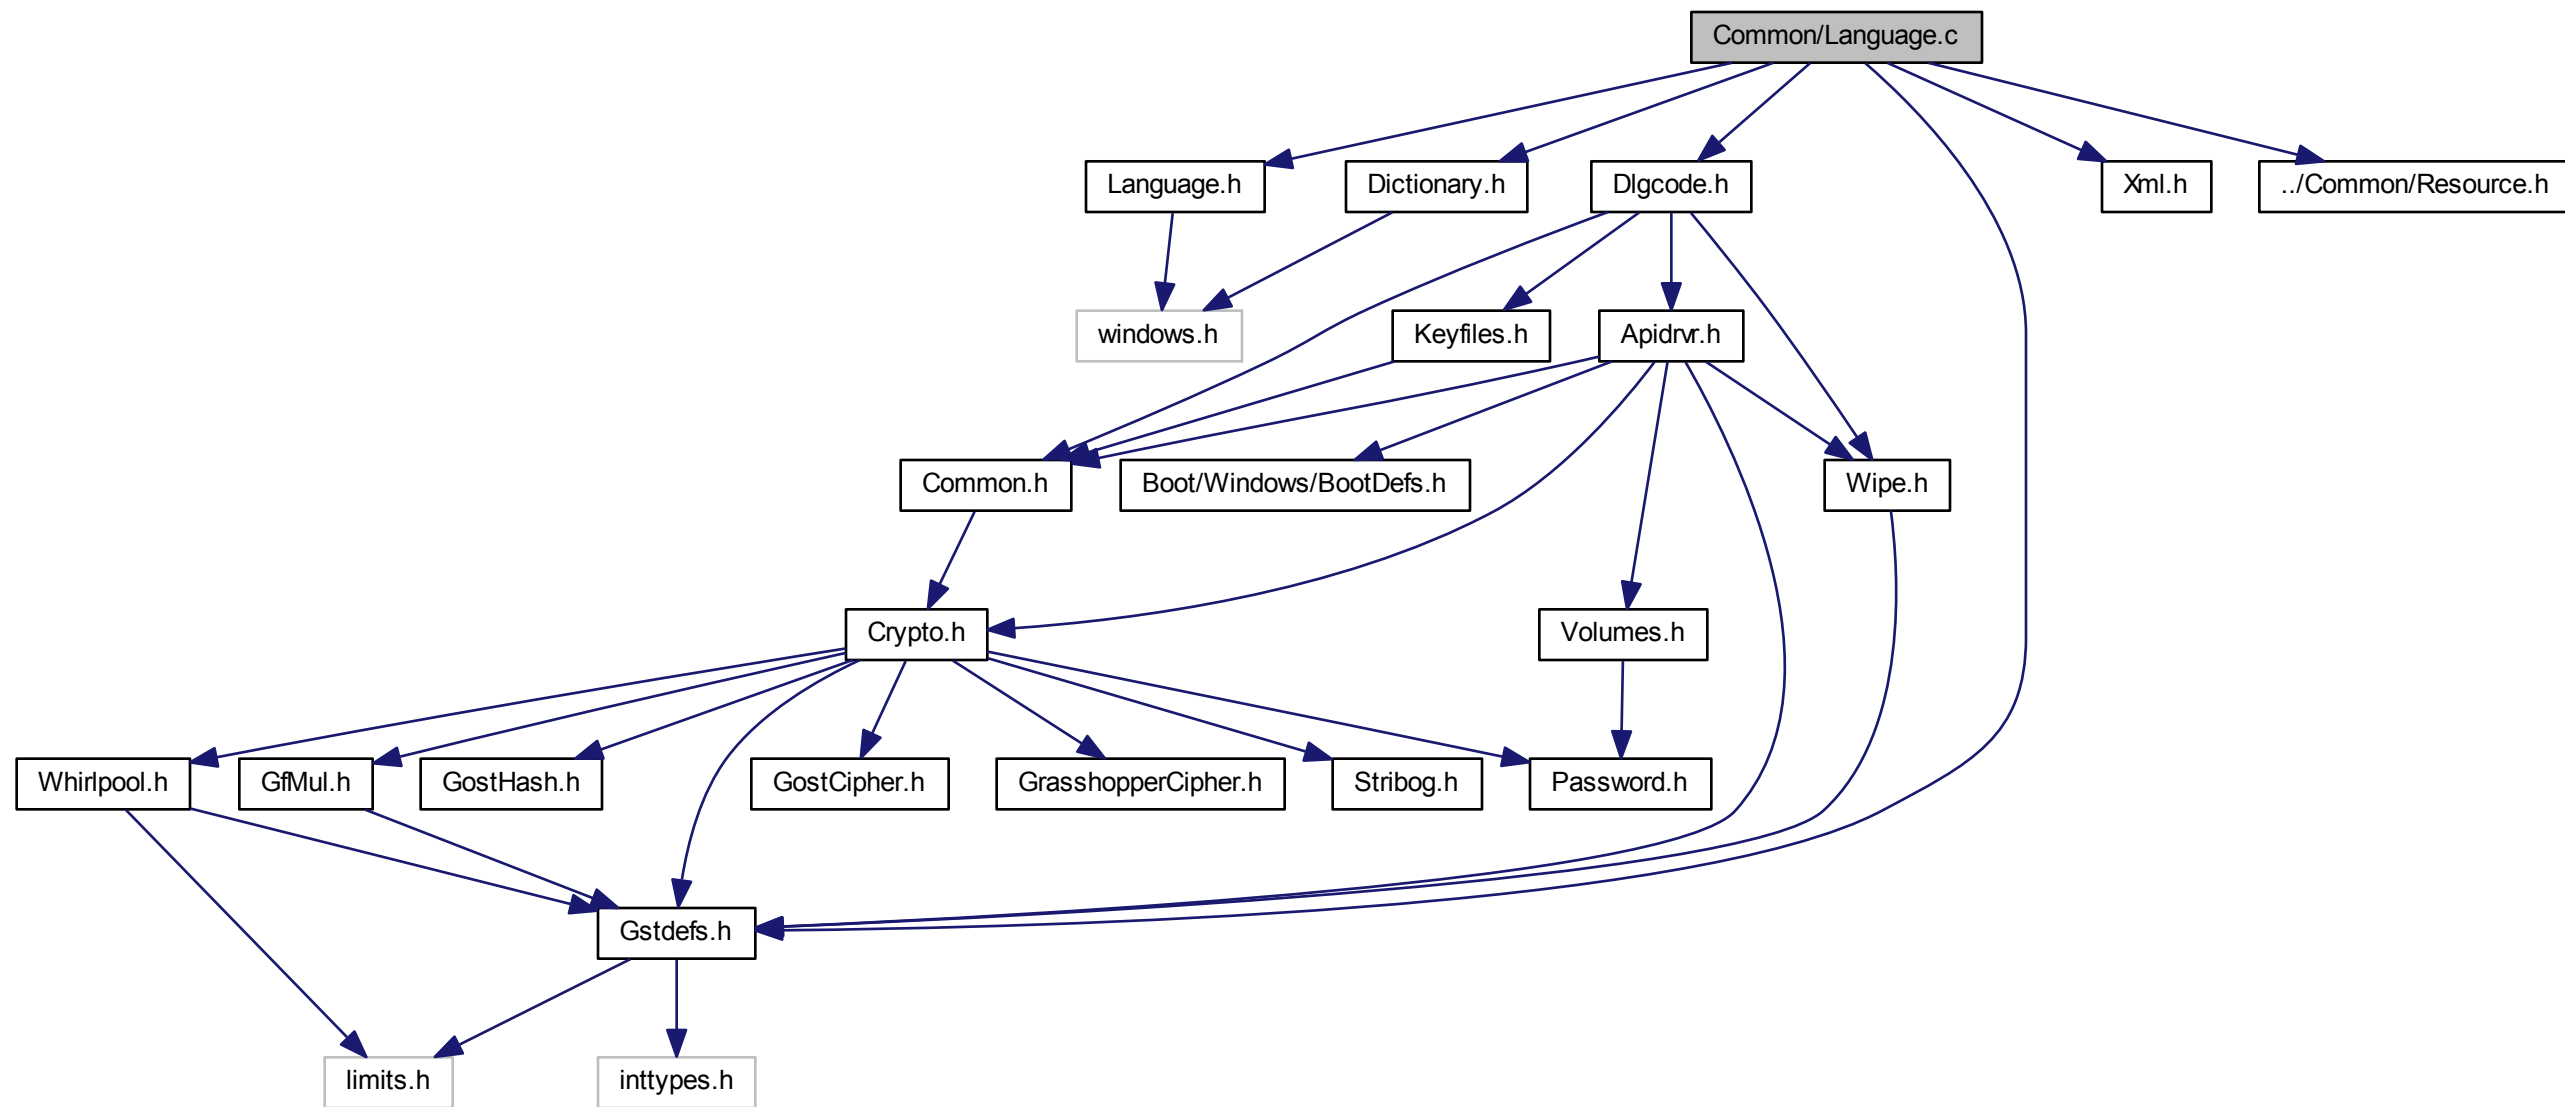 Common/Language.c
Language.h
Dictionary.h
Dlgcode.h
Xml.h
../Common/Resource.h
windows.h
Keyfiles.h
Apidrvr.h
Common.h
Boot/Windows/BootDefs.h
Wipe.h
Crypto.h
Volumes.h
Whirlpool.h
GfMul.h
GostHash.h
GostCipher.h
GrasshopperCipher.h
Stribog.h
Password.h
Gstdefs.h
limits.h
inttypes.h